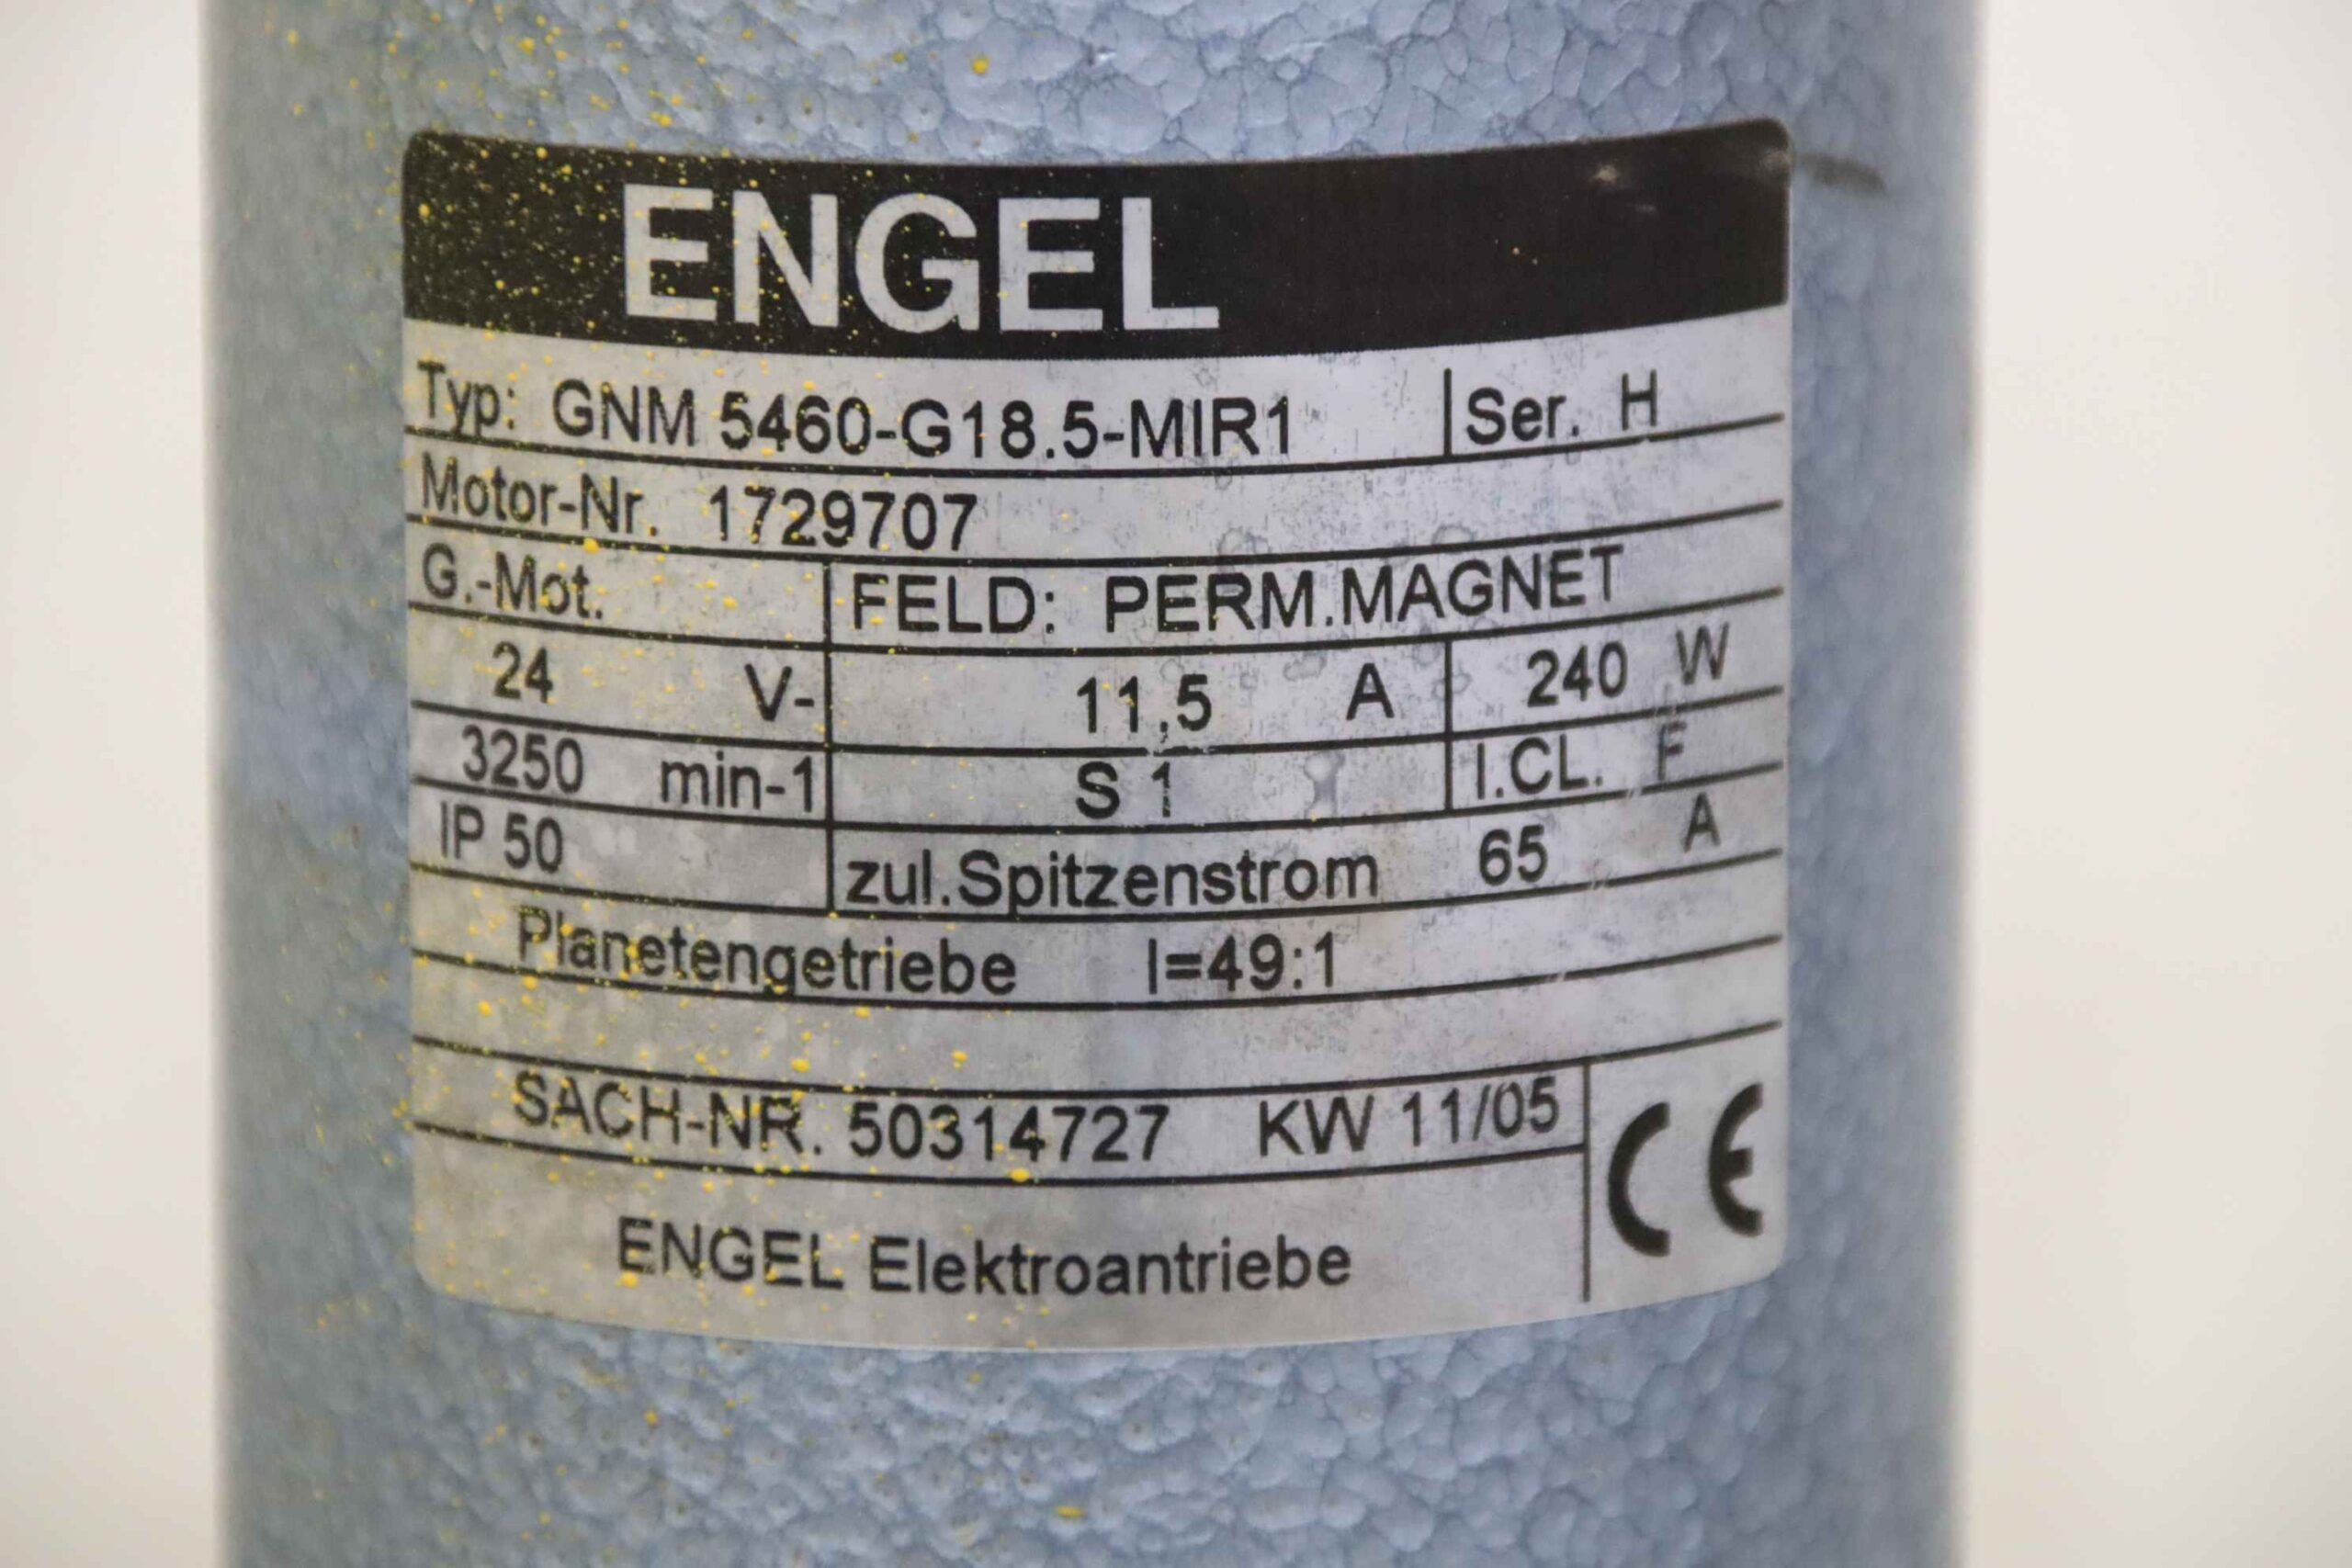 ENGEL
Typ: GNM 5460-G18.5-MIR1 Ser. H
Motor-Nr. 1729707
G.-Mot. FELD: PERM.MAGNET
24 V- 11,5 A 240 W
3250 min-1 S 1 I.CL. F
IP 50 zul.Spitzenstrom 65 A
Planetengetriebe I=49:1
SACH-NR. 50314727 KW 11/05
CE
ENGEL Elektroantriebe